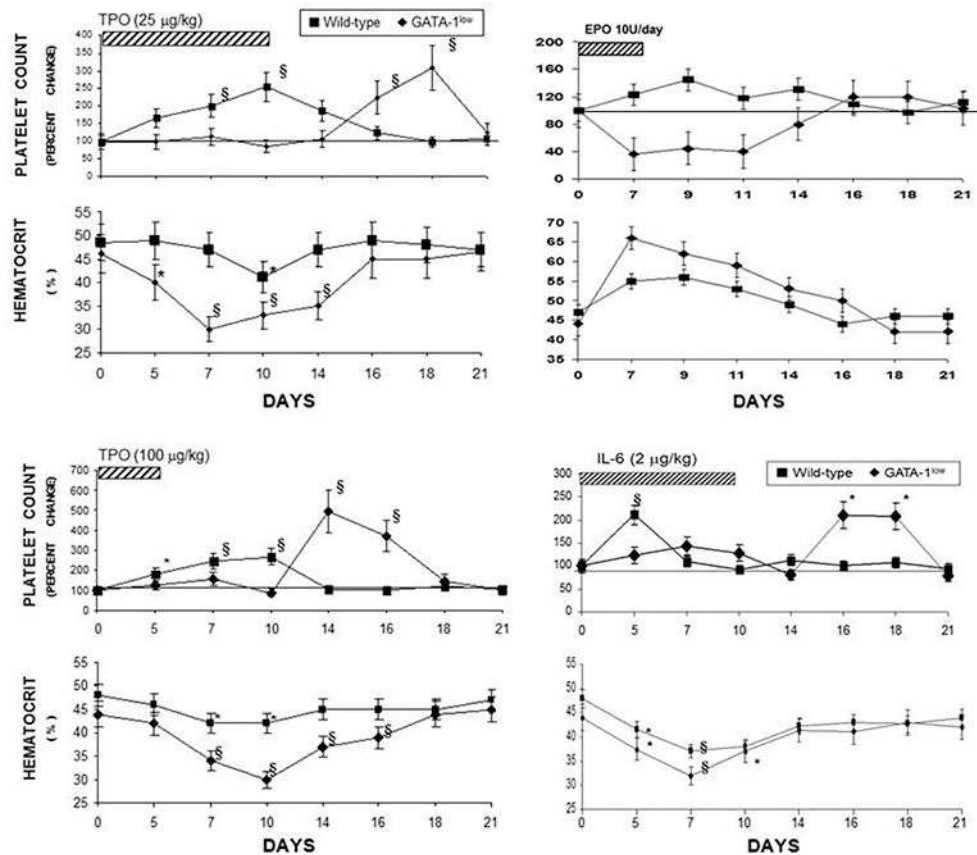 TPO (25 μg/kg)
Wild-type GATA-1low
PLATELET COUNT
(PERCENT CHANGE)
400
350
300
250
200
150
100
50
0
§ § § §
0 5 7 10 14 16 18 21
HEMATOCRIT
(%)
55
50
45
40
35
30
25
* § * § §
0 5 7 10 14 16 18 21
DAYS
EPO 10U/day
200
160
120
80
40
0
0 7 9 11 14 16 18 21
70
65
60
55
50
45
40
35
0 7 9 11 14 16 18 21
DAYS
TPO (100 μg/kg)
PLATELET COUNT
(PERCENT CHANGE)
700
600
500
400
300
200
100
0
* § § § §
0 5 7 10 14 16 18 21
HEMATOCRIT
(%)
55
50
45
40
35
30
25
* § * § § §
0 5 7 10 14 16 18 21
DAYS
IL-6 (2 μg/kg)
Wild-type GATA-1low
300
250
200
150
100
50
0
§ * *
0 5 7 10 14 16 18 21
55
50
45
40
35
30
25
* * § § *
0 5 7 10 14 16 18 21
DAYS